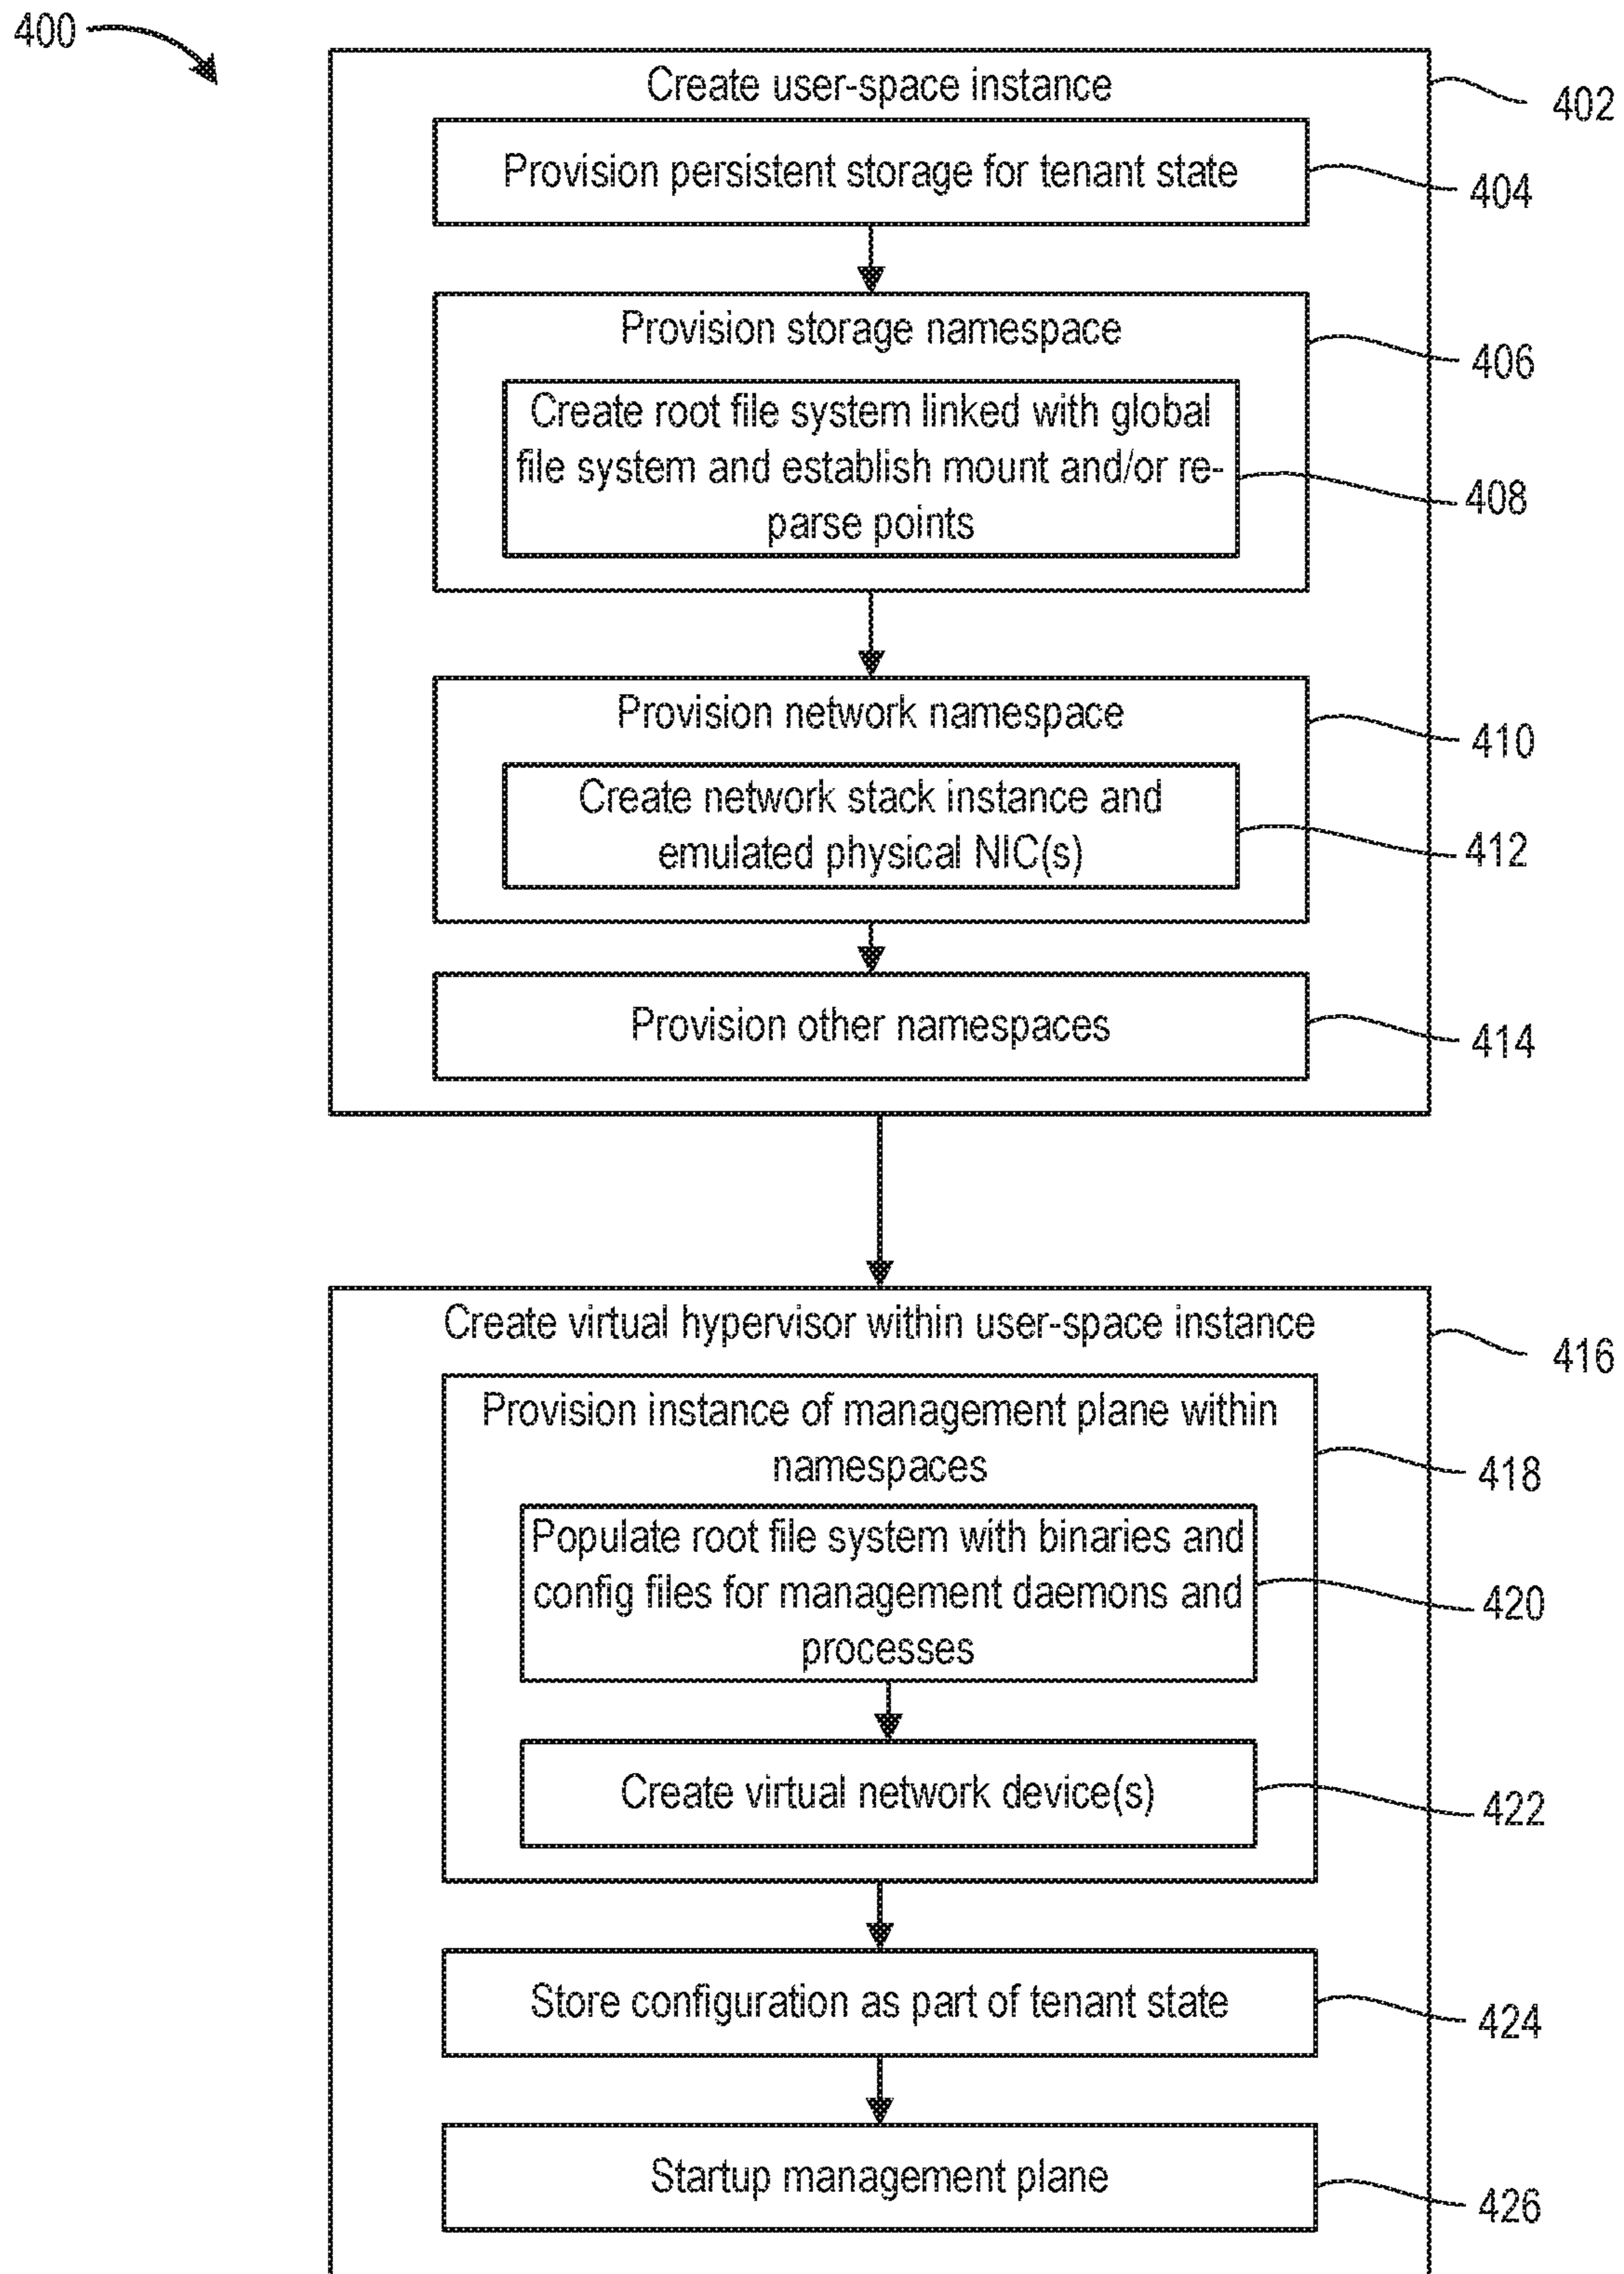 400
Create user-space instance
402
Provision persistent storage for tenant state
404
Provision storage namespace
406
Create root file system linked with global
file system and establish mount and/or re-
parse points
408
Provision network namespace
410
Create network stack instance and
emulated physical NIC(s)
412
Provision other namespaces
414
Create virtual hypervisor within user-space instance
416
Provision instance of management plane within
namespaces
418
Populate root file system with binaries and
config files for management daemons and
processes
420
Create virtual network device(s)
422
Store configuration as part of tenant state
424
Startup management plane
426